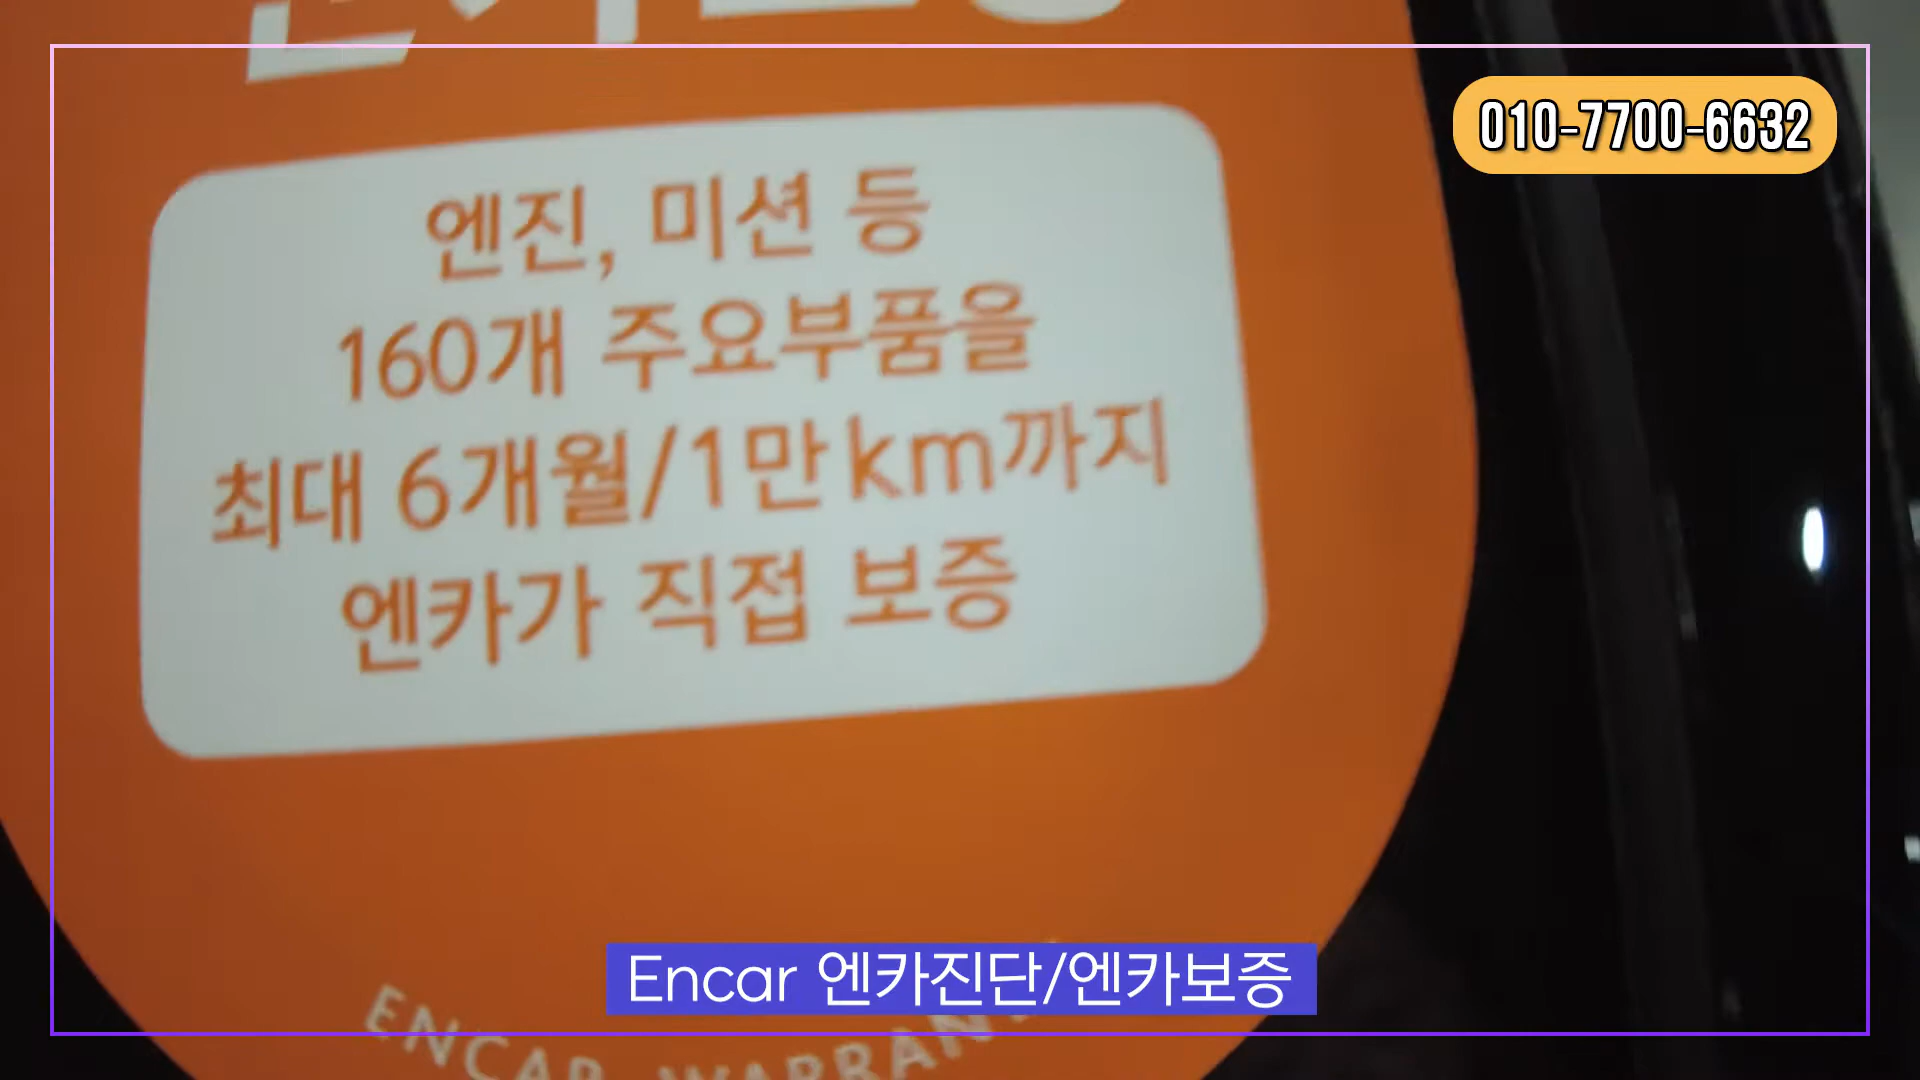 010-7700-6632
엔진, 미션 등
160개 주요부품을
최대 6개월/1만km까지
엔카가 직접 보증
Encar 엔카진단/엔카보증
ENCAR WARRANTY